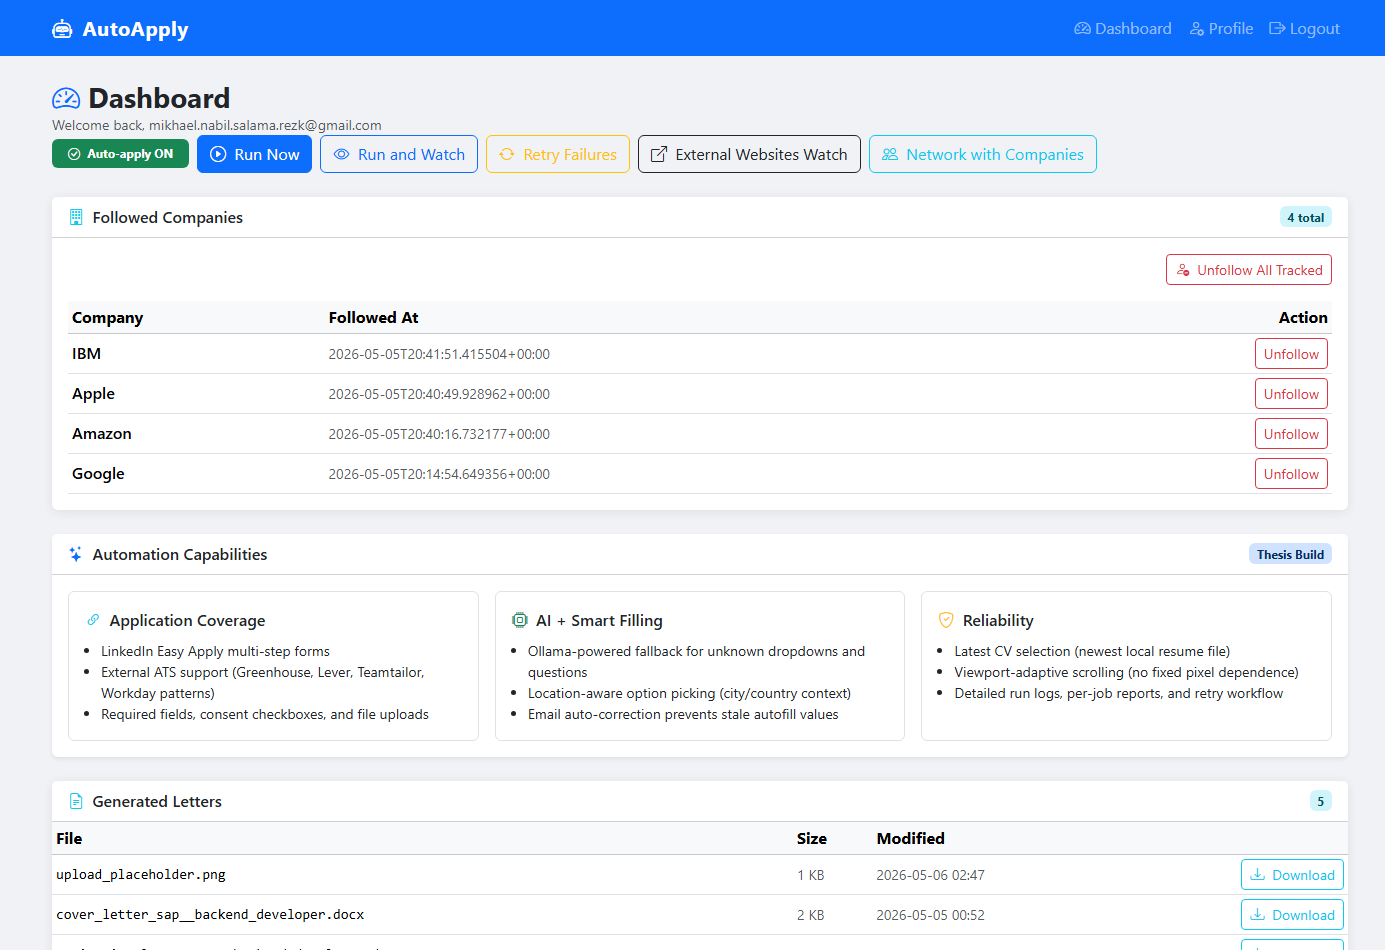 AutoApply
Dashboard Profile Logout
Dashboard
Welcome back, mikhael.nabil.salama.rezk@gmail.com
Auto-apply ON Run Now Run and Watch Retry Failures External Websites Watch Network with Companies
Followed Companies 4 total
Unfollow All Tracked
Company Followed At Action
IBM 2026-05-05T20:41:51.415504+00:00 Unfollow
Apple 2026-05-05T20:40:49.928962+00:00 Unfollow
Amazon 2026-05-05T20:40:16.732177+00:00 Unfollow
Google 2026-05-05T20:14:54.649356+00:00 Unfollow
Automation Capabilities Thesis Build
Application Coverage
LinkedIn Easy Apply multi-step forms
External ATS support (Greenhouse, Lever, Teamtailor,
Workday patterns)
Required fields, consent checkboxes, and file uploads
AI + Smart Filling
Ollama-powered fallback for unknown dropdowns and
questions
Location-aware option picking (city/country context)
Email auto-correction prevents stale autofill values
Reliability
Latest CV selection (newest local resume file)
Viewport-adaptive scrolling (no fixed pixel dependence)
Detailed run logs, per-job reports, and retry workflow
Generated Letters 5
File Size Modified
upload_placeholder.png 1 KB 2026-05-06 02:47 Download
cover_letter_sap__backend_developer.docx 2 KB 2026-05-05 00:52 Download